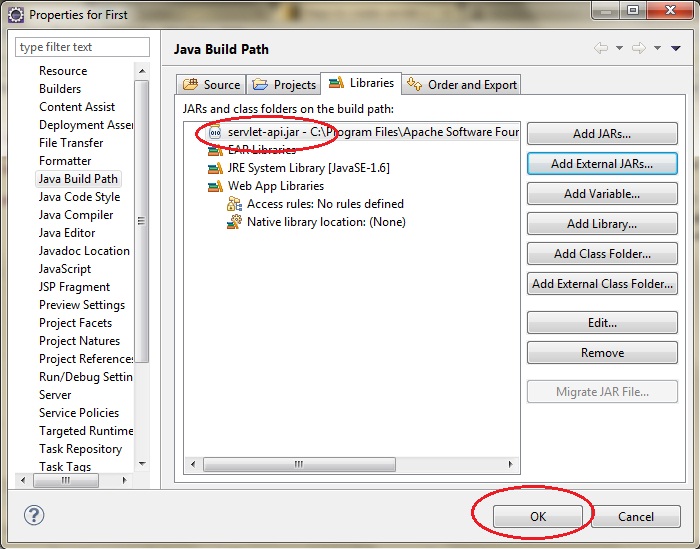 Properties for First
type filter text
Resource
Builders
Content Assist
Deployment Asser
File Transfer
Formatter
Java Build Path
Java Code Style
Java Compiler
Java Editor
Javadoc Location
JavaScript
JSP Fragment
Preview Settings
Project Facets
Project Natures
Project References
Run/Debug Settin
Server
Service Policies
Targeted Runtime
Task Repository
Task Tags
Java Build Path
Source
Projects
Libraries
Order and Export
JARs and class folders on the build path:
servlet-api.jar - C:\Program Files\Apache Software Four
EAR Libraries
JRE System Library [JavaSE-1.6]
Web App Libraries
Access rules: No rules defined
Native library location: (None)
Add JARs...
Add External JARs...
Add Variable...
Add Library...
Add Class Folder...
Add External Class Folder...
Edit...
Remove
Migrate JAR File...
?
OK
Cancel